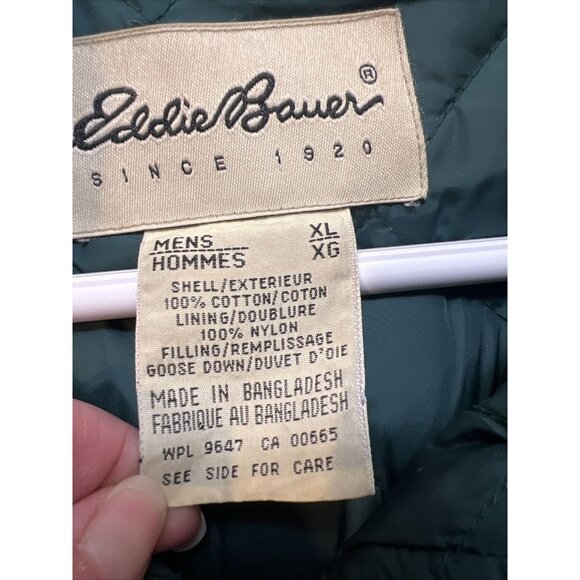 Eddie Bauer®
SINCE 1920
MENS XL
HOMMES XG
SHELL/EXTERIEUR
100% COTTON/COTON
LINING/DOUBLURE
100% NYLON
FILLING/REMPLISSAGE
GOOSE DOWN/DUVET D'OIE
MADE IN BANGLADESH
FABRIQUE AU BANGLADESH
WPL 9647 CA 00665
SEE SIDE FOR CARE